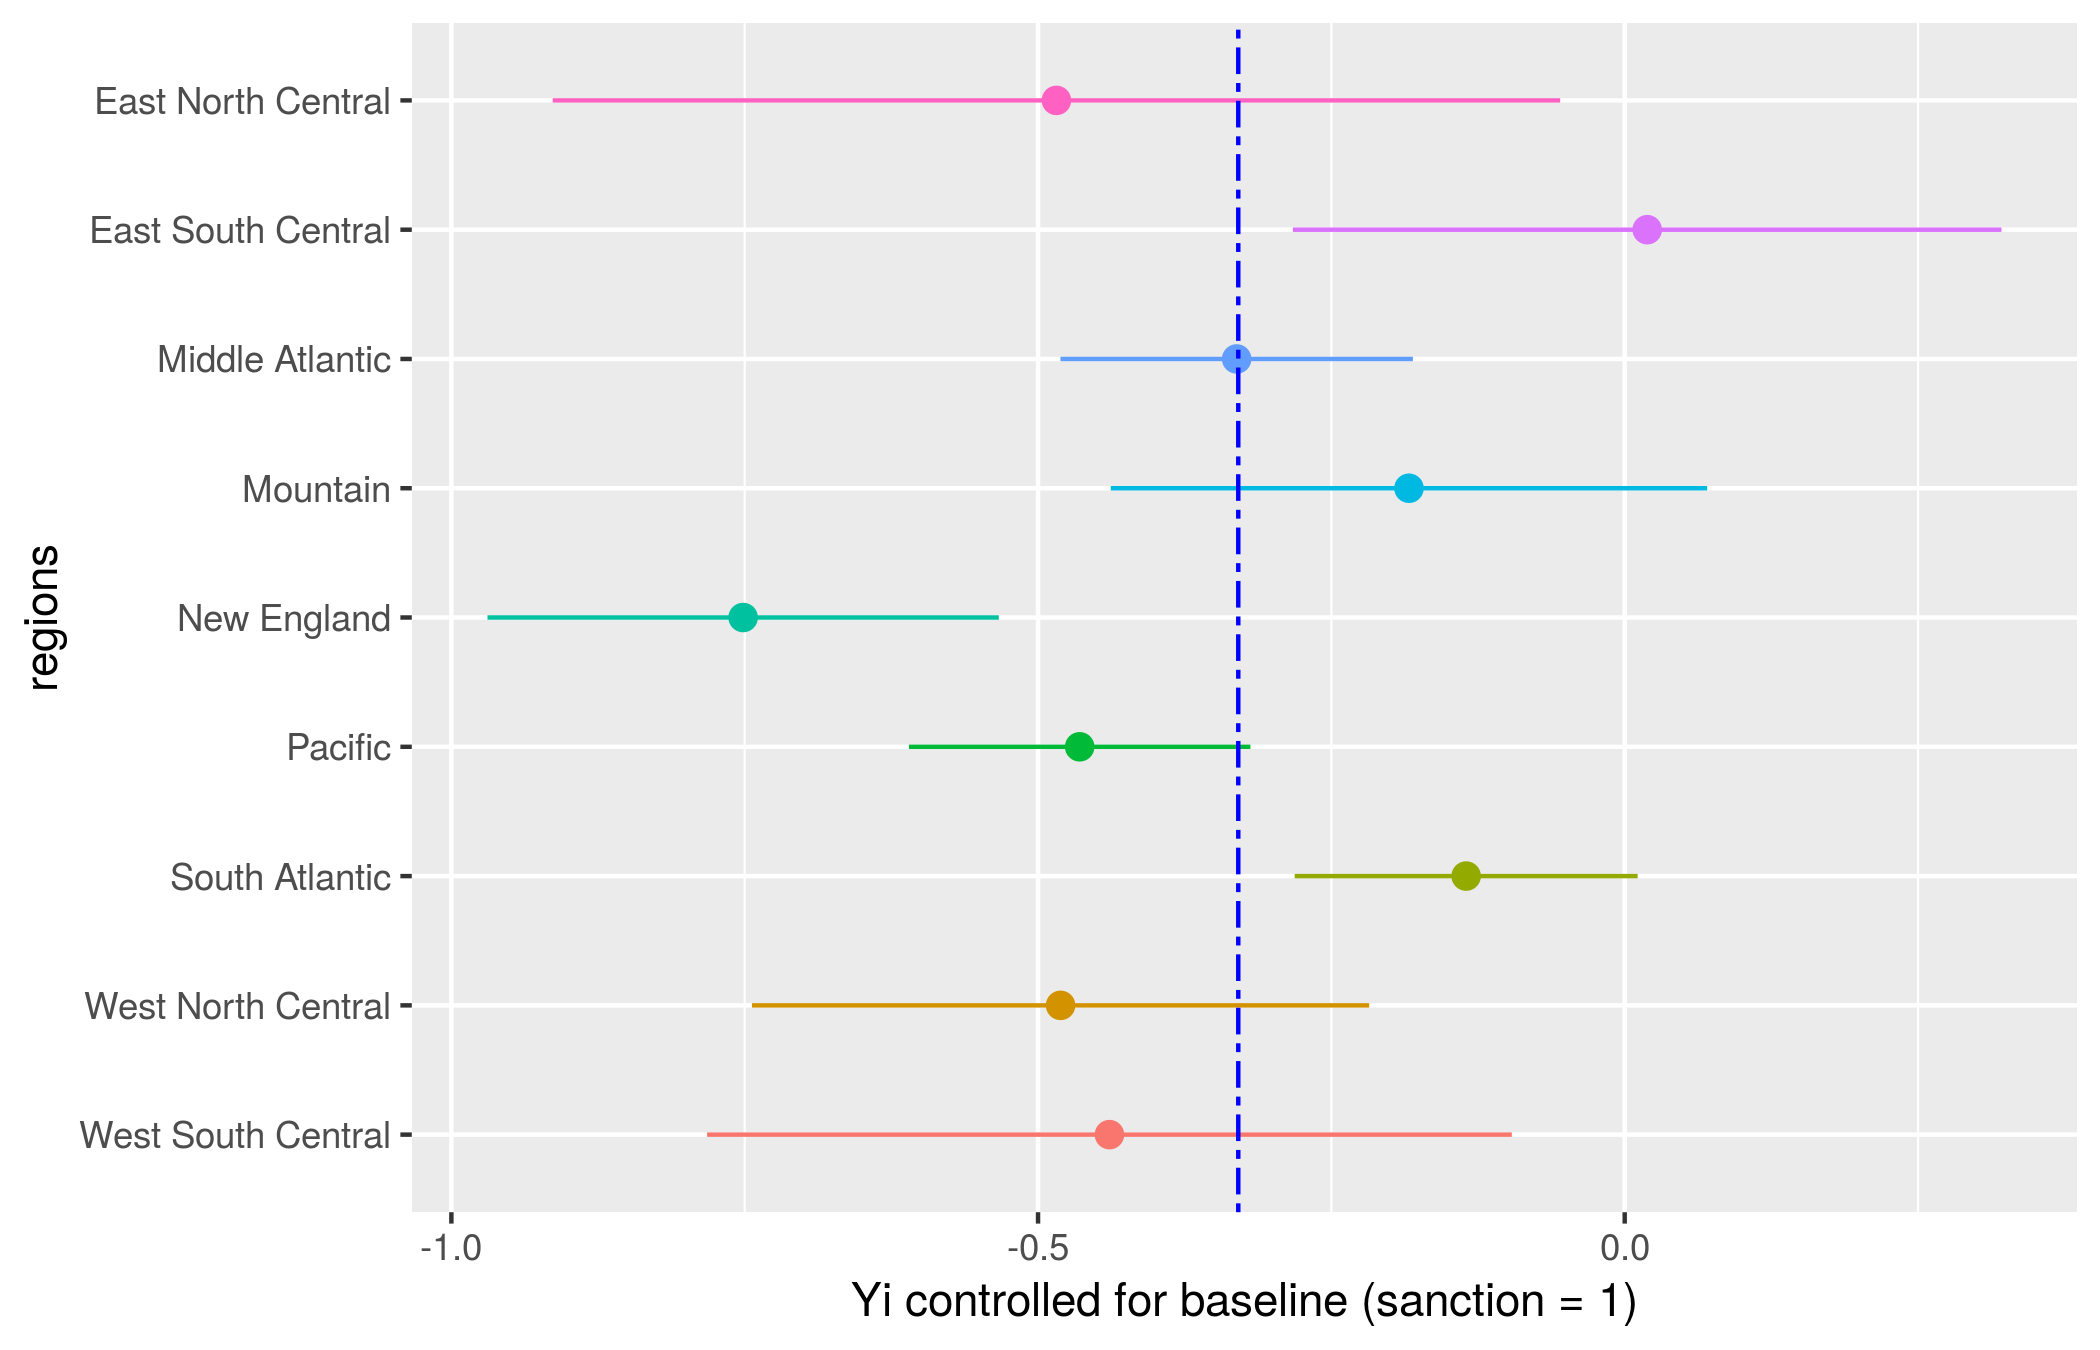 East North Central
East South Central
Middle Atlantic
Mountain
New England
Pacific
South Atlantic
West North Central
West South Central
regions
-1.0 -0.5 0.0
Yi controlled for baseline (sanction = 1)